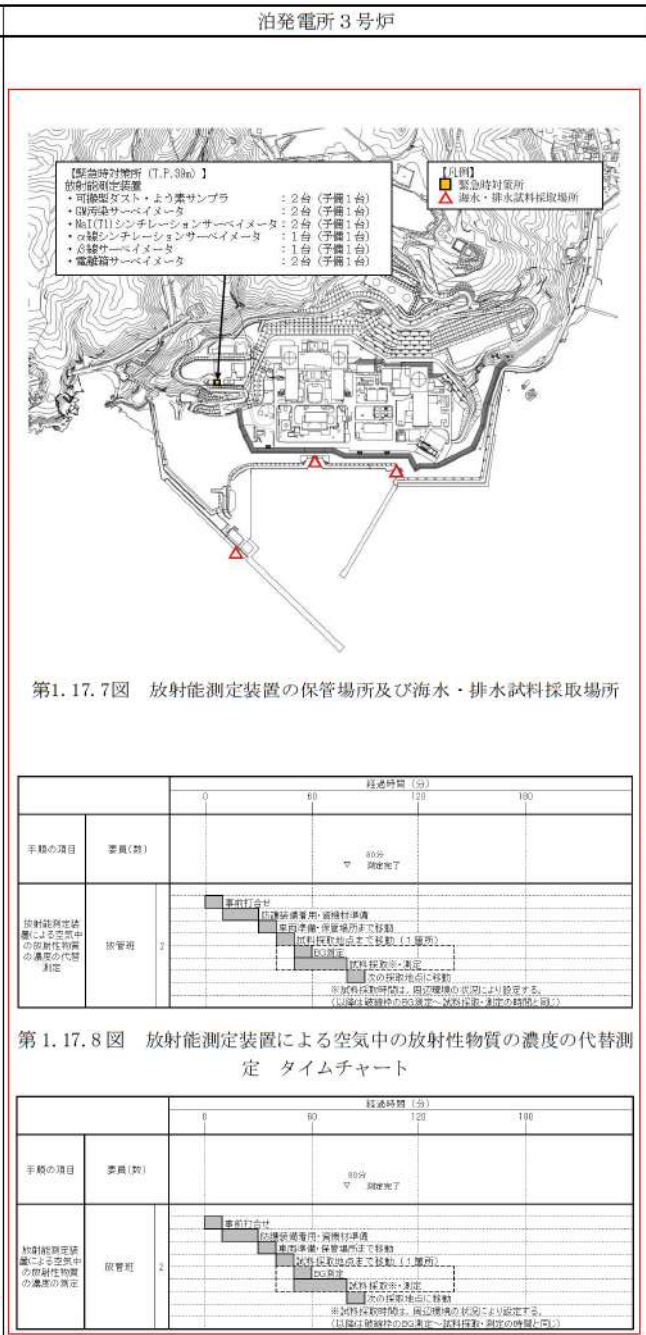 泊発電所３号炉
【緊急時対策所（T.P.39m）】
放射能測定装置
・可搬型ダスト・よう素サンプラ ：２台（予備１台）
・GM汚染サーベイメータ ：２台（予備１台）
・NaI(Tl)シンチレーションサーベイメータ：２台（予備１台）
・α線シンチレーションサーベイメータ ：１台（予備１台）
・β線サーベイメータ ：１台（予備１台）
・電離箱サーベイメータ ：２台（予備１台）
【凡例】
緊急時対策所
海水・排水試料採取場所
第1.17.7図　放射能測定装置の保管場所及び海水・排水試料採取場所
経過時間（分）
0 60 120 180
手順の項目 要員(数)
80分
▽ 測定完了
放射能測定装置による空気中の放射性物質の濃度の代替測定 放管班 2
事前打合せ
防護装備着用・資機材準備
車両準備・保管場所まで移動
試料採取地点まで移動（１箇所）
BG測定
試料採取※・測定
次の採取地点に移動
※試料採取時間は、周辺環境の状況により設定する。
（以降は破線枠のBG測定～試料採取・測定の時間と同じ）
第 1.17.8 図　放射能測定装置による空気中の放射性物質の濃度の代替測
定　タイムチャート
経過時間（分）
0 60 120 180
手順の項目 要員(数)
80分
▽ 測定完了
放射能測定装置による空気中の放射性物質の濃度の測定 放管班 2
事前打合せ
防護装備着用・資機材準備
車両準備・保管場所まで移動
試料採取地点まで移動（１箇所）
BG測定
試料採取※・測定
次の採取地点に移動
※試料採取時間は、周辺環境の状況により設定する。
（以降は破線枠のBG測定～試料採取・測定の時間と同じ）